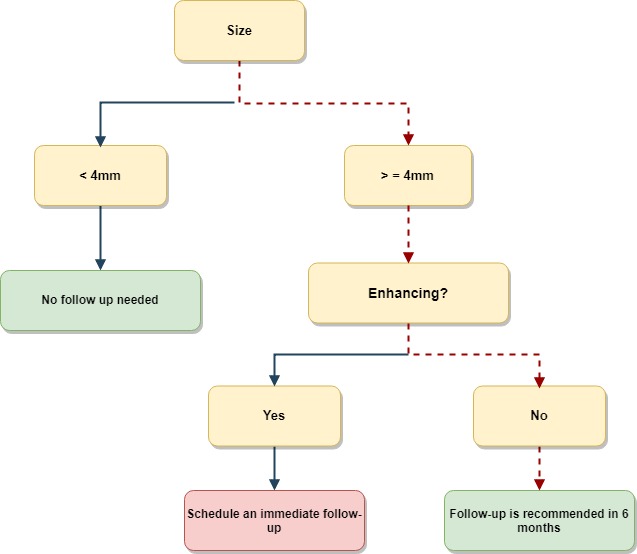 Size
< 4mm
> = 4mm
No follow up needed
Enhancing?
Yes
No
Schedule an immediate follow-
up
Follow-up is recommended in 6
months